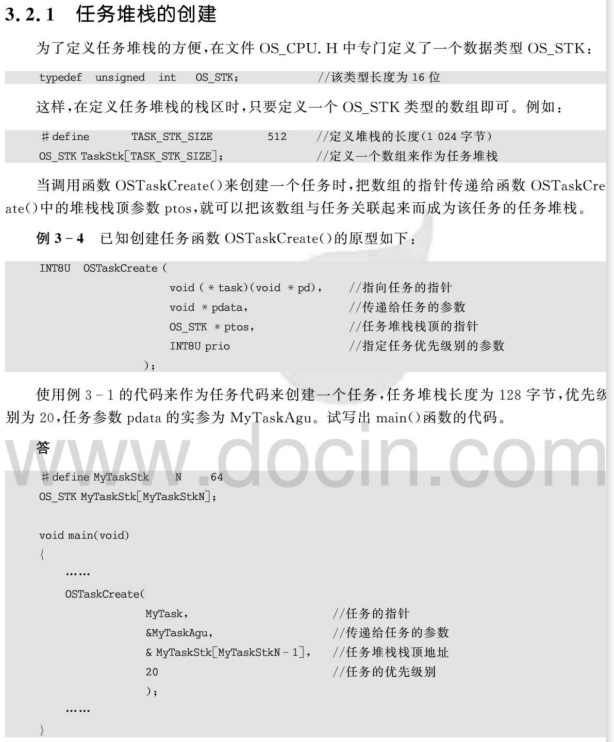 3.2.1 任务堆栈的创建
为了定义任务堆栈的方便,在文件 OS_CPU.H 中专门定义了一个数据类型 OS_STK:
typedef unsigned int OS_STK; //该类型长度为 16 位
这样,在定义任务堆栈的栈区时,只要定义一个 OS_STK 类型的数组即可。例如:
#define TASK_STK_SIZE 512 //定义堆栈的长度(1 024 字节)
OS_STK TaskStk[TASK_STK_SIZE]; //定义一个数组来作为任务堆栈
当调用函数 OSTaskCreate()来创建一个任务时,把数组的指针传递给函数 OSTaskCre
ate()中的堆栈栈顶参数 ptos,就可以把该数组与任务关联起来而成为该任务的任务堆栈。
例 3-4 已知创建任务函数 OSTaskCreate()的原型如下:
INT8U OSTaskCreate(
void (* task)(void * pd), //指向任务的指针
void * pdata, //传递给任务的参数
OS_STK * ptos, //任务堆栈栈顶的指针
INT8U prio //指定任务优先级别的参数
);
使用例 3-1 的代码来作为任务代码来创建一个任务,任务堆栈长度为 128 字节,优先级
别为 20,任务参数 pdata 的实参为 MyTaskAgu。试写出 main()函数的代码。
www.docin.com
答
#define MyTaskStk N 64
OS_STK MyTaskStk[MyTaskStkN];
void main(void)
{
……
OSTaskCreate(
MyTask, //任务的指针
&MyTaskAgu, //传递给任务的参数
& MyTaskStk[MyTaskStkN-1], //任务堆栈栈顶地址
20 //任务的优先级别
);
……
}